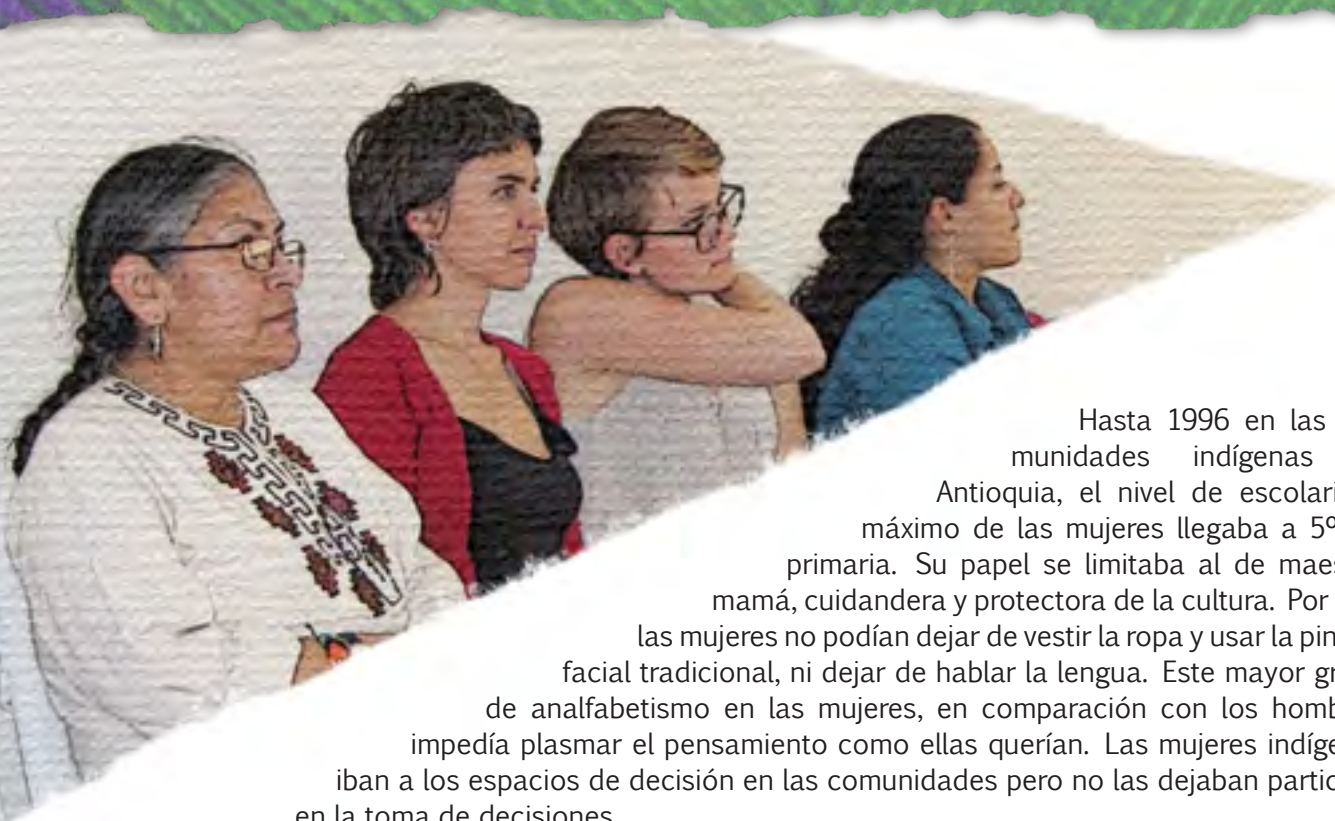 Hasta 1996 en las
munidades indígenas
Antioquia, el nivel de escolari
máximo de las mujeres llegaba a 5º
primaria. Su papel se limitaba al de maes
mamá, cuidandera y protectora de la cultura. Por
las mujeres no podían dejar de vestir la ropa y usar la pin
facial tradicional, ni dejar de hablar la lengua. Este mayor gr
de analfabetismo en las mujeres, en comparación con los homb
impedía plasmar el pensamiento como ellas querían. Las mujeres indíge
iban a los espacios de decisión en las comunidades pero no las dejaban partic
en la toma de decisiones.